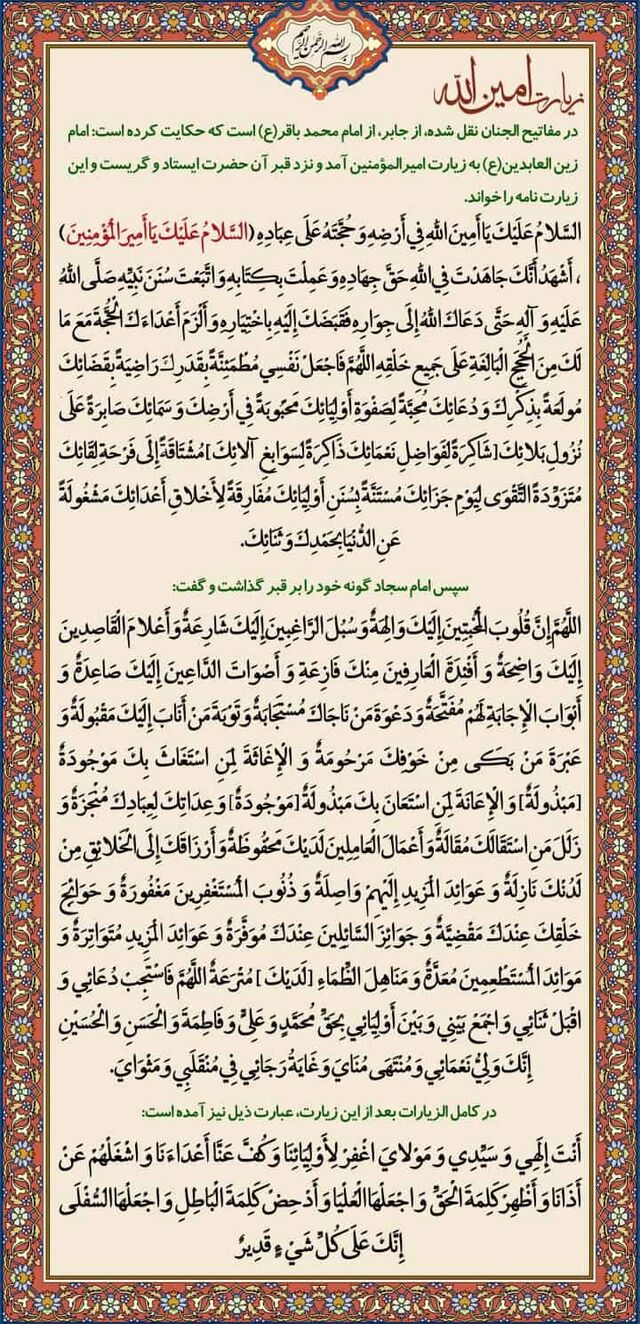 بسم الله الرحمن الرحیم
زیارت امین الله
در مفاتیح الجنان نقل شده، از جابر، از امام محمد باقر(ع) است که حکایت کرده است: امام
زین العابدین(ع) به زیارت امیرالمؤمنین آمد و نزد قبر آن حضرت ایستاد و گریست و این
زیارت نامه را خواند.
السَّلامُ عَلَيْكَ يَا أَمِينَ اللهِ فِي أَرْضِهِ وَ حُجَّتَهُ عَلَى عِبَادِهِ (السَّلامُ عَلَيْكَ يَا أَمِيرَ الْمُؤْمِنِينَ)
، أَشْهَدُ أَنَّكَ جَاهَدْتَ فِي اللهِ حَقَّ جِهَادِهِ وَ عَمِلْتَ بِكِتَابِهِ وَ اتَّبَعْتَ سُنَنَ نَبِيِّهِ صَلَّى اللهُ
عَلَيْهِ وَ آلِهِ حَتَّى دَعَاكَ اللهُ إِلَى جِوَارِهِ فَقَبَضَكَ إِلَيْهِ بِاخْتِيَارِهِ وَ أَلْزَمَ أَعْدَاءَكَ الْحُجَّةَ مَعَ مَا
لَكَ مِنَ الْحُجَجِ الْبَالِغَةِ عَلَى جَمِيعِ خَلْقِهِ اللَّهُمَّ فَاجْعَلْ نَفْسِي مُطْمَئِنَّةً بِقَدَرِكَ رَاضِيَةً بِقَضَائِكَ
مُولَعَةً بِذِكْرِكَ وَ دُعَائِكَ مُحِبَّةً لِصَفْوَةِ أَوْلِيَائِكَ مَحْبُوبَةً فِي أَرْضِكَ وَ سَمَائِكَ صَابِرَةً عَلَى
نُزُولِ بَلائِكَ [شَاكِرَةً لِفَوَاضِلِ نَعْمَائِكَ ذَاكِرَةً لِسَوَابِغِ آلائِكَ] مُشْتَاقَةً إِلَى فَرْحَةِ لِقَائِكَ
مُتَزَوِّدَةً التَّقْوَى لِيَوْمِ جَزَائِكَ مُسْتَنَّةً بِسُنَنِ أَوْلِيَائِكَ مُفَارِقَةً لِأَخْلاقِ أَعْدَائِكَ مَشْغُولَةً
عَنِ الدُّنْيَا بِحَمْدِكَ وَ ثَنَائِكَ.
سپس امام سجاد گونه خود را بر قبر گذاشت و گفت:
اللَّهُمَّ إِنَّ قُلُوبَ الْمُخْبِتِينَ إِلَيْكَ وَالِهَةٌ وَ سُبُلَ الرَّاغِبِينَ إِلَيْكَ شَارِعَةٌ وَ أَعْلامَ الْقَاصِدِينَ
إِلَيْكَ وَاضِحَةٌ وَ أَفْئِدَةَ الْعَارِفِينَ مِنْكَ فَازِعَةٌ وَ أَصْوَاتَ الدَّاعِينَ إِلَيْكَ صَاعِدَةٌ وَ
أَبْوَابَ الْإِجَابَةِ لَهُمْ مُفَتَّحَةٌ وَ دَعْوَةَ مَنْ نَاجَاكَ مُسْتَجَابَةٌ وَ تَوْبَةَ مَنْ أَنَابَ إِلَيْكَ مَقْبُولَةٌ وَ
عَبْرَةَ مَنْ بَكَى مِنْ خَوْفِكَ مَرْحُومَةٌ وَ الْإِغَاثَةَ لِمَنِ اسْتَغَاثَ بِكَ مَوْجُودَةٌ
[مَبْذُولَةٌ] وَ الْإِعَانَةَ لِمَنِ اسْتَعَانَ بِكَ مَبْذُولَةٌ [مَوْجُودَةٌ] وَ عِدَاتِكَ لِعِبَادِكَ مُنْجَزَةٌ وَ
زَلَلَ مَنِ اسْتَقَالَكَ مُقَالَةٌ وَ أَعْمَالَ الْعَامِلِينَ لَدَيْكَ مَحْفُوظَةٌ وَ أَرْزَاقَكَ إِلَى الْخَلائِقِ مِنْ
لَدُنْكَ نَازِلَةٌ وَ عَوَائِدَ الْمَزِيدِ إِلَيْهِمْ وَاصِلَةٌ وَ ذُنُوبَ الْمُسْتَغْفِرِينَ مَغْفُورَةٌ وَ حَوَائِجَ
خَلْقِكَ عِنْدَكَ مَقْضِيَّةٌ وَ جَوَائِزَ السَّائِلِينَ عِنْدَكَ مُوَفَّرَةٌ وَ عَوَائِدَ الْمَزِيدِ مُتَوَاتِرَةٌ وَ
مَوَائِدَ الْمُسْتَطْعِمِينَ مُعَدَّةٌ وَ مَنَاهِلَ الظِّمَاءِ [لَدَيْكَ] مُتْرَعَةٌ اللَّهُمَّ فَاسْتَجِبْ دُعَائِي وَ
اقْبَلْ ثَنَائِي وَ اجْمَعْ بَيْنِي وَ بَيْنَ أَوْلِيَائِي بِحَقِّ مُحَمَّدٍ وَ عَلِيٍّ وَ فَاطِمَةَ وَ الْحَسَنِ وَ الْحُسَيْنِ
إِنَّكَ وَلِيُّ نَعْمَائِي وَ مُنْتَهَى مُنَايَ وَ غَايَةُ رَجَائِي فِي مُنْقَلَبِي وَ مَثْوَايَ.
در کامل الزیارات بعد از این زیارت، عبارت ذیل نیز آمده است:
أَنْتَ إِلَهِي وَ سَيِّدِي وَ مَوْلايَ اغْفِرْ لِأَوْلِيَائِنَا وَ كُفَّ عَنَّا أَعْدَاءَنَا وَ اشْغَلْهُمْ عَنْ
أَذَانَا وَ أَظْهِرْ كَلِمَةَ الْحَقِّ وَ اجْعَلْهَا الْعُلْيَا وَ أَدْحِضْ كَلِمَةَ الْبَاطِلِ وَ اجْعَلْهَا السُّفْلَى
إِنَّكَ عَلَى كُلِّ شَيْءٍ قَدِيرٌ